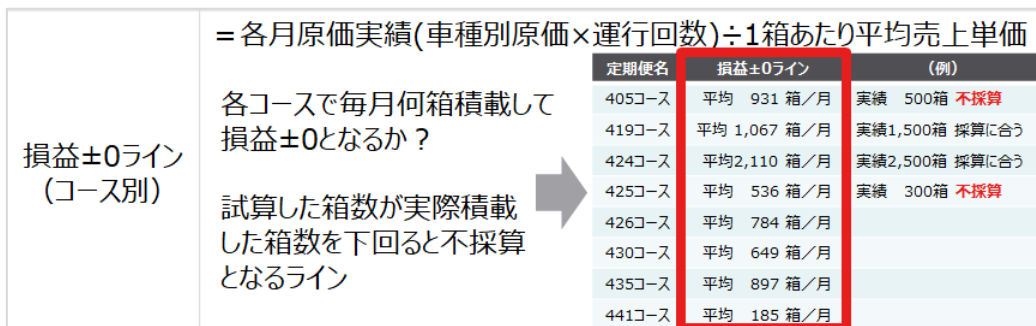 損益±0ライン
（コース別）
＝各月原価実績(車種別原価×運行回数)÷1箱あたり平均売上単価
各コースで毎月何箱積載して
損益±0となるか？
試算した箱数が実際積載
した箱数を下回ると不採算
となるライン
定期便名 損益±0ライン （例）
405コース 平均 931 箱／月 実績 500箱 不採算
419コース 平均 1,067 箱／月 実績1,500箱 採算に合う
424コース 平均2,110 箱／月 実績2,500箱 採算に合う
425コース 平均 536 箱／月 実績 300箱 不採算
426コース 平均 784 箱／月
430コース 平均 649 箱／月
435コース 平均 897 箱／月
441コース 平均 185 箱／月